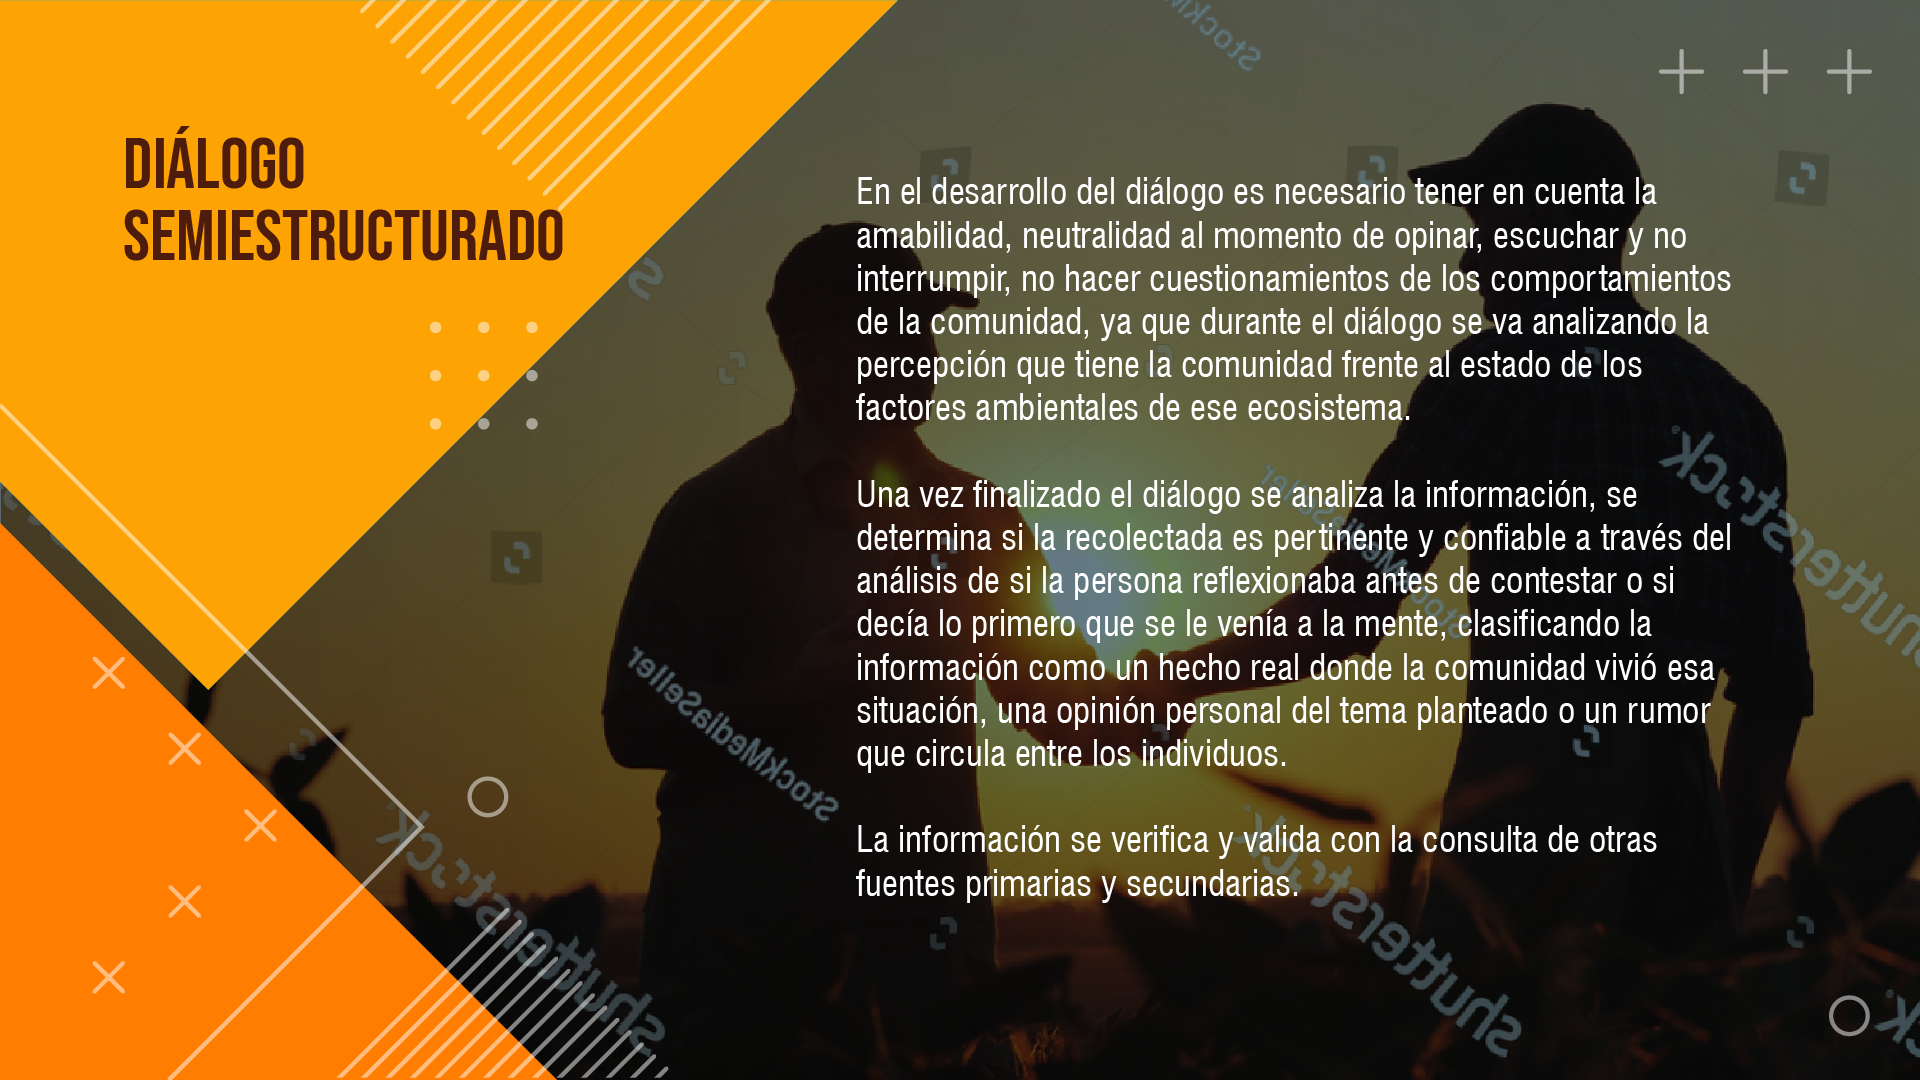 DIÁLOGO
SEMIESTRUCTURADO
En el desarrollo del diálogo es necesario tener en cuenta la
amabilidad, neutralidad al momento de opinar, escuchar y no
interrumpir, no hacer cuestionamientos de los comportamientos
de la comunidad, ya que durante el diálogo se va analizando la
percepción que tiene la comunidad frente al estado de los
factores ambientales de ese ecosistema.
Una vez finalizado el diálogo se analiza la información, se
determina si la recolectada es pertinente y confiable a través del
análisis de si la persona reflexionaba antes de contestar o si
decía lo primero que se le venía a la mente, clasificando la
información como un hecho real donde la comunidad vivió esa
situación, una opinión personal del tema planteado o un rumor
que circula entre los individuos.
La información se verifica y valida con la consulta de otras
fuentes primarias y secundarias.
StockMediaSeller
StockMediaSeller
shutterstock
shutterstock
shutterstock